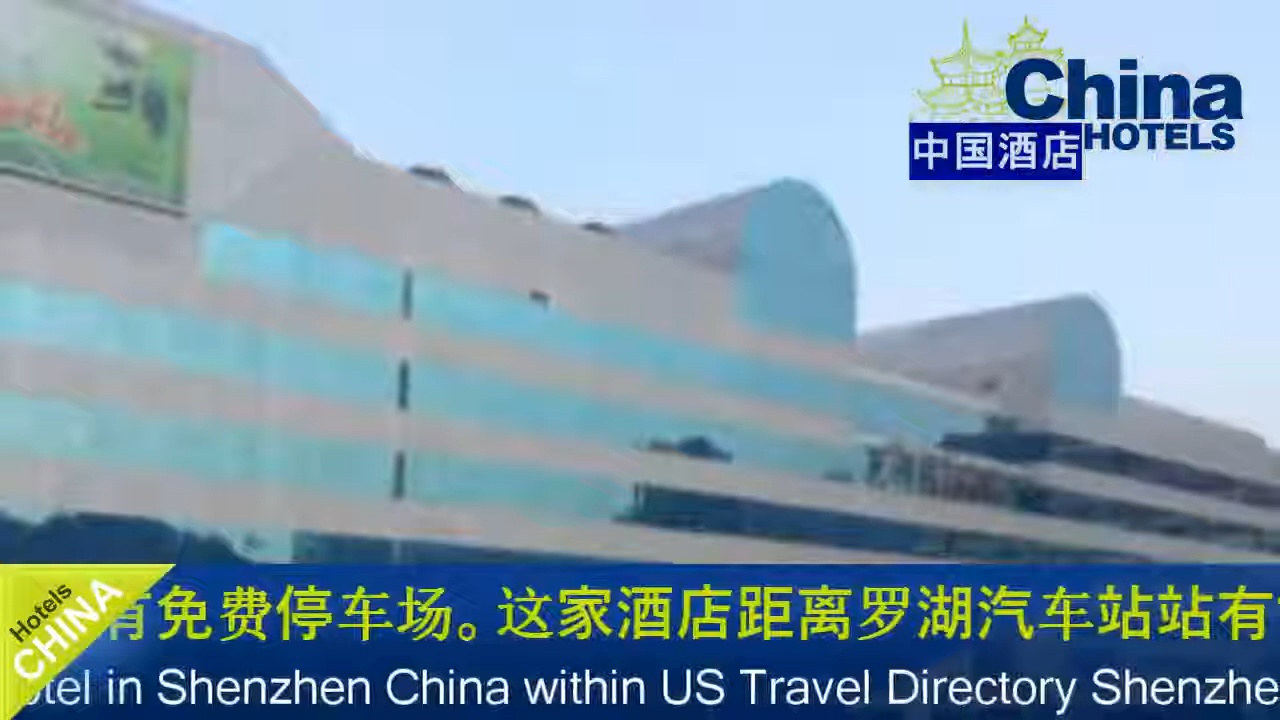 China
HOTELS
中国酒店
Hotels
CHINA
有免费停车场。这家酒店距离罗湖汽车站站有
otel in Shenzhen China within US Travel Directory Shenzhe